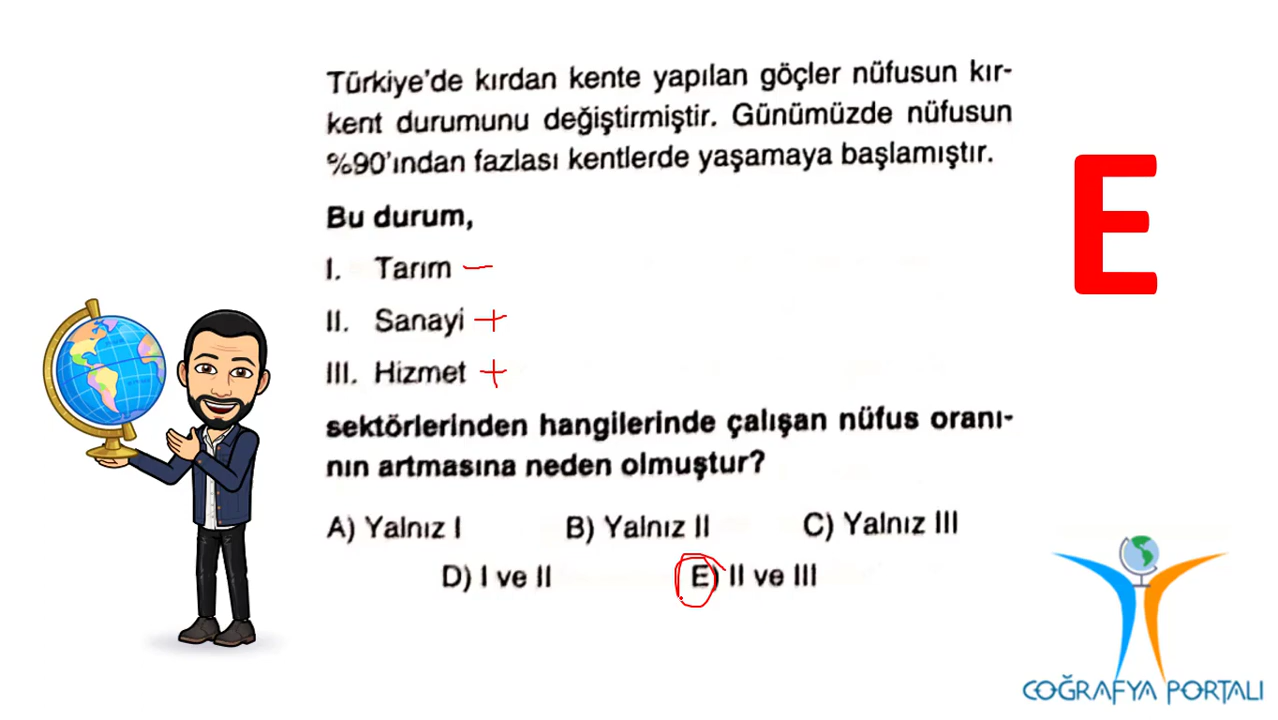 Türkiye'de kırdan kente yapılan göçler nüfusun kır-
kent durumunu değiştirmiştir. Günümüzde nüfusun
%90'ından fazlası kentlerde yaşamaya başlamıştır.
E
Bu durum,
I. Tarım –
II. Sanayi +
III. Hizmet +
sektörlerinden hangilerinde çalışan nüfus oranı-
nın artmasına neden olmuştur?
A) Yalnız I B) Yalnız II C) Yalnız III
D) I ve II E) II ve III
COĞRAFYA PORTALI